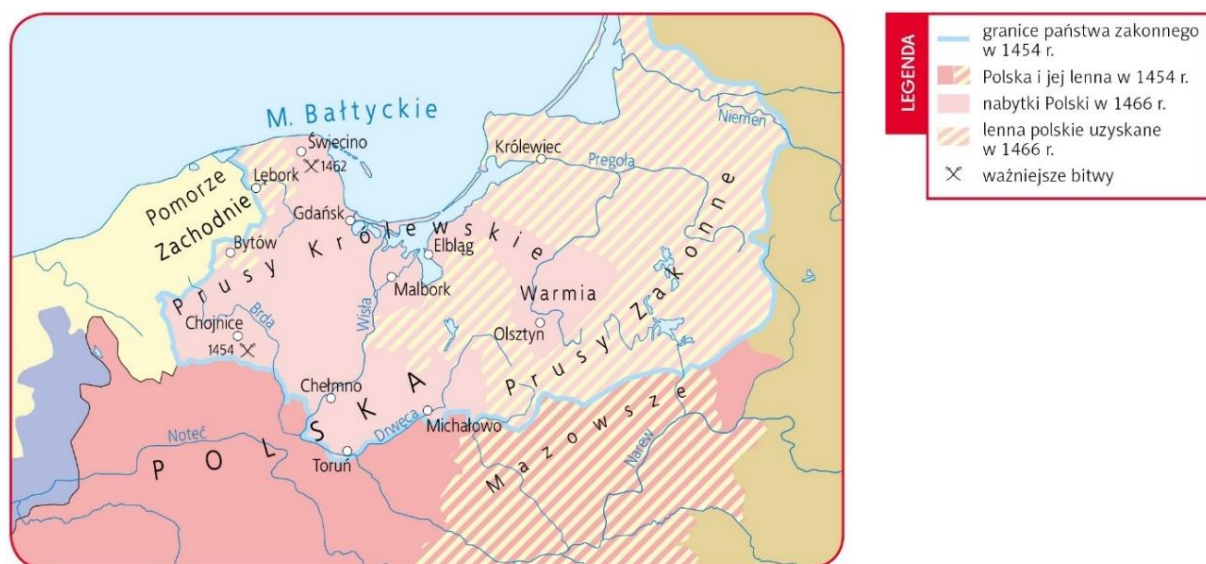 M. Bałtyckie
Świecino
1462
Lębork
Pomorze
Zachodnie
Gdańsk
Bytów
Prusy Królewskie
Elbląg
Malbork
Królewiec
Pregoła
Niemen
Chojnice
1454
Brda
Wisła
Warmia
Olsztyn
Prusy Zakonne
Chełmno
Drwęca
Michałowo
Toruń
Noteć
POLSKA
Mazowsze
Narew
LEGENDA
granice państwa zakonnego
w 1454 r.
Polska i jej lenna w 1454 r.
nabytki Polski w 1466 r.
lenna polskie uzyskane
w 1466 r.
ważniejsze bitwy